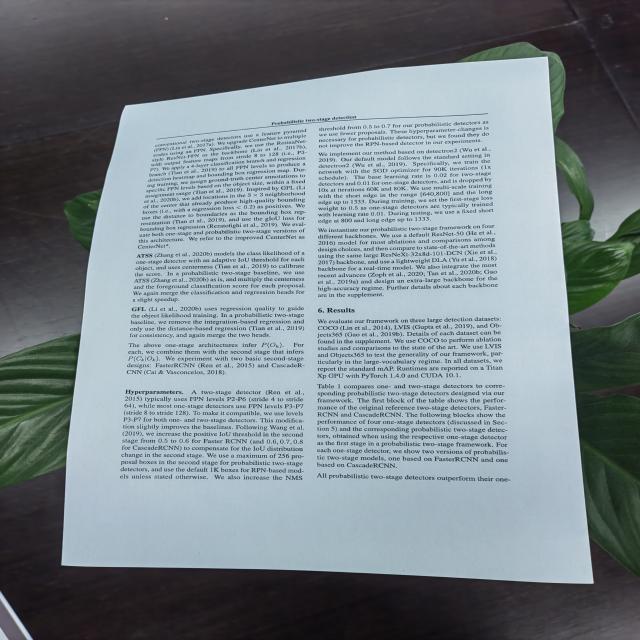 Probabilistic two-stage detection
conventional two-stage detectors use a feature pyramid
(FPN) (Lin et al., 2017a). We upgrade CenterNet to multiple
scales using an FPN. Specifically, we use the ResNet-
style ResNet-FPN as the backbone (Lin et al., 2017b),
with output feature maps from stride 8 to 128 (i.e., P3-
P7). We apply a 4-layer classification branch and regression
branch (Tian et al., 2019) to all FPN levels to produce a
detection heatmap and bounding box regression map. Dur-
ing training, we assign ground-truth center annotations to
specific FPN levels based on the object size, within a fixed
assignment range (Tian et al., 2019). Inspired by GFL (Li
et al., 2020b), we add locations in the 3×3 neighborhood
of the center that already produce high-quality bounding
boxes (i.e., with a regression loss < 0.2) as positives. We
use the distance to boundaries as the bounding box rep-
resentation (Tian et al., 2019), and use the gIoU loss for
bounding box regression (Rezatofighi et al., 2019). We eval-
uate both one-stage and probabilistic two-stage versions of
this architecture. We refer to the improved CenterNet as
CenterNet*.
ATSS (Zhang et al., 2020b) models the class likelihood of a
one-stage detector with an adaptive IoU threshold for each
object, and uses centerness (Tian et al., 2019) to calibrate
the score. In a probabilistic two-stage baseline, we use
ATSS (Zhang et al., 2020b) as is, and multiply the centerness
and the foreground classification score for each proposal.
We again merge the classification and regression heads for
a slight speedup.
GFL (Li et al., 2020b) uses regression quality to guide
the object likelihood training. In a probabilistic two-stage
baseline, we remove the integration-based regression and
only use the distance-based regression (Tian et al., 2019)
for consistency, and again merge the two heads.
The above one-stage architectures infer P(Oₖ). For
each, we combine them with the second stage that infers
P(Cₖ|Oₖ). We experiment with two basic second-stage
designs: FasterRCNN (Ren et al., 2015) and CascadeR-
CNN (Cai & Vasconcelos, 2018).
Hyperparameters. A two-stage detector (Ren et al.,
2015) typically uses FPN levels P2-P6 (stride 4 to stride
64), while most one-stage detectors use FPN levels P3-P7
(stride 8 to stride 128). To make it compatible, we use levels
P3-P7 for both one- and two-stage detectors. This modifica-
tion slightly improves the baselines. Following Wang et al.
(2019), we increase the positive IoU threshold in the second
stage from 0.5 to 0.6 for Faster RCNN (and 0.6, 0.7, 0.8
for CascadeRCNN) to compensate for the IoU distribution
change in the second stage. We use a maximum of 256 pro-
posal boxes in the second stage for probabilistic two-stage
detectors, and use the default 1K boxes for RPN-based mod-
els unless stated otherwise. We also increase the NMS
threshold from 0.5 to 0.7 for our probabilistic detectors as
we use fewer proposals. These hyperparameter-changes is
necessary for probabilistic detectors, but we found they do
not improve the RPN-based detector in our experiments.
We implement our method based on detectron2 (Wu et al.,
2019). Our default model follows the standard setting in
detectron2 (Wu et al., 2019). Specifically, we train the
network with the SGD optimizer for 90K iterations (1x
schedule). The base learning rate is 0.02 for two-stage
detectors and 0.01 for one-stage detectors, and is dropped by
10x at iterations 60K and 80K. We use multi-scale training
with the short edge in the range [640,800] and the long
edge up to 1333. During training, we set the first-stage loss
weight to 0.5 as one-stage detectors are typically trained
with learning rate 0.01. During testing, we use a fixed short
edge at 800 and long edge up to 1333.
We instantiate our probabilistic two-stage framework on four
different backbones. We use a default ResNet-50 (He et al.,
2016) model for most ablations and comparisons among
design choices, and then compare to state-of-the-art methods
using the same large ResNeXt-32x8d-101-DCN (Xie et al.,
2017) backbone, and use a lightweight DLA (Yu et al., 2018)
backbone for a real-time model. We also integrate the most
recent advances (Zoph et al., 2020; Tan et al., 2020b; Gao
et al., 2019a) and design an extra-large backbone for the
high-accuracy regime. Further details about each backbone
are in the supplement.
6. Results
We evaluate our framework on three large detection datasets:
COCO (Lin et al., 2014), LVIS (Gupta et al., 2019), and Ob-
jects365 (Gao et al., 2019b). Details of each dataset can be
found in the supplement. We use COCO to perform ablation
studies and comparisons to the state of the art. We use LVIS
and Objects365 to test the generality of our framework, par-
ticularly in the large-vocabulary regime. In all datasets, we
report the standard mAP. Runtimes are reported on a Titan
Xp GPU with PyTorch 1.4.0 and CUDA 10.1.
Table 1 compares one- and two-stage detectors to corre-
sponding probabilistic two-stage detectors designed via our
framework. The first block of the table shows the perfor-
mance of the original reference two-stage detectors, Faster-
RCNN and CascadeRCNN. The following blocks show the
performance of four one-stage detectors (discussed in Sec-
tion 5) and the corresponding probabilistic two-stage detec-
tors, obtained when using the respective one-stage detector
as the first stage in a probabilistic two-stage framework. For
each one-stage detector, we show two versions of probabilis-
tic two-stage models, one based on FasterRCNN and one
based on CascadeRCNN.
All probabilistic two-stage detectors outperform their one-